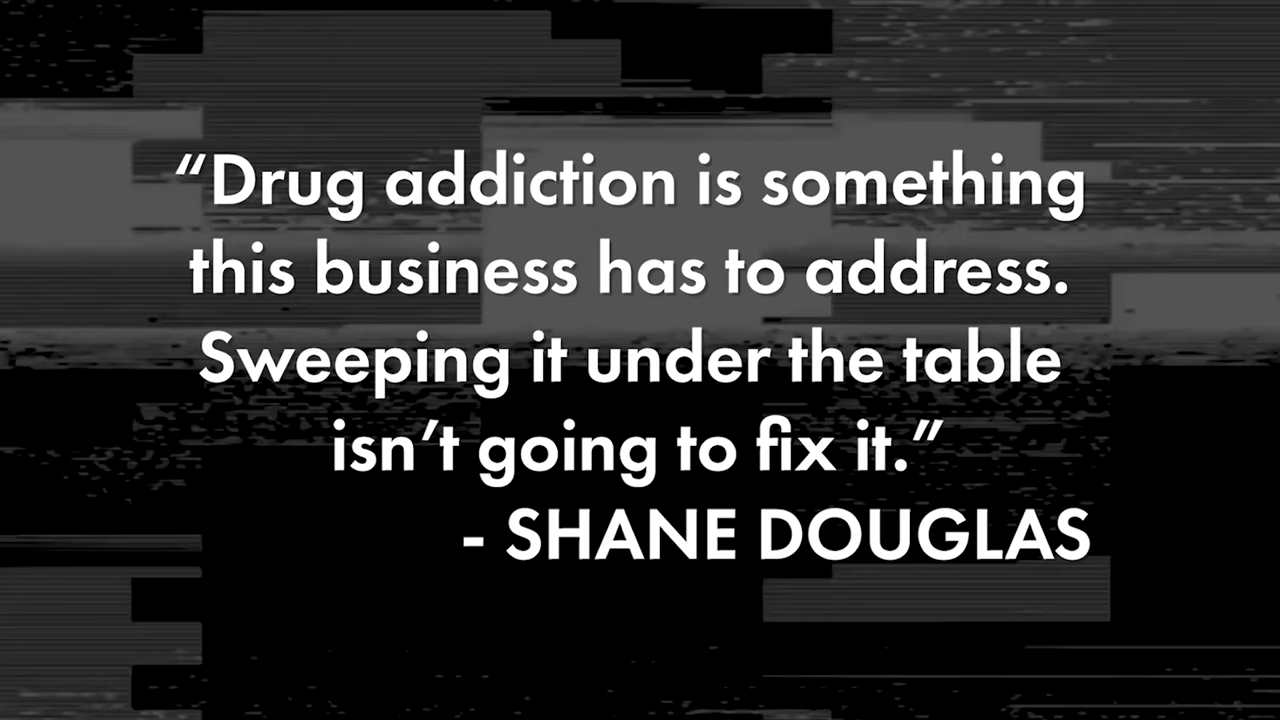 “Drug addiction is something
this business has to address.
Sweeping it under the table
isn’t going to fix it.”
- SHANE DOUGLAS